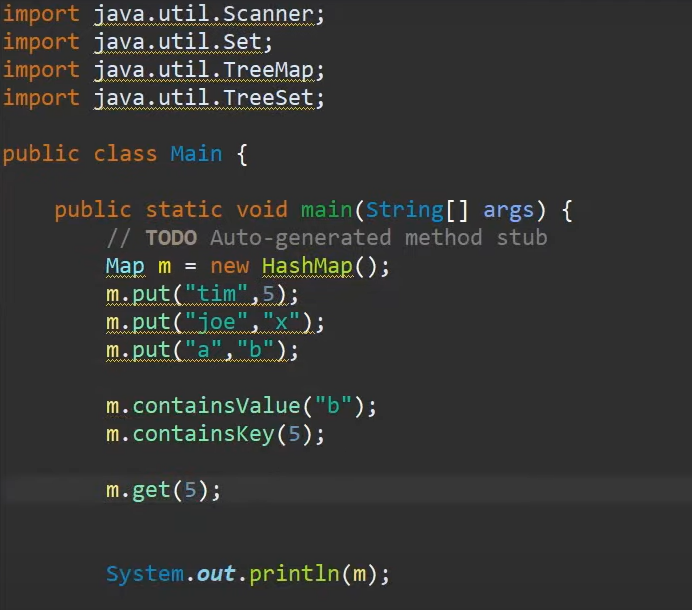 import java.util.Scanner;
import java.util.Set;
import java.util.TreeMap;
import java.util.TreeSet;
public class Main {
public static void main(String[] args) {
// TODO Auto-generated method stub
Map m = new HashMap();
m.put("tim",5);
m.put("joe","x");
m.put("a","b");
m.containsValue("b");
m.containsKey(5);
m.get(5);
System.out.println(m);